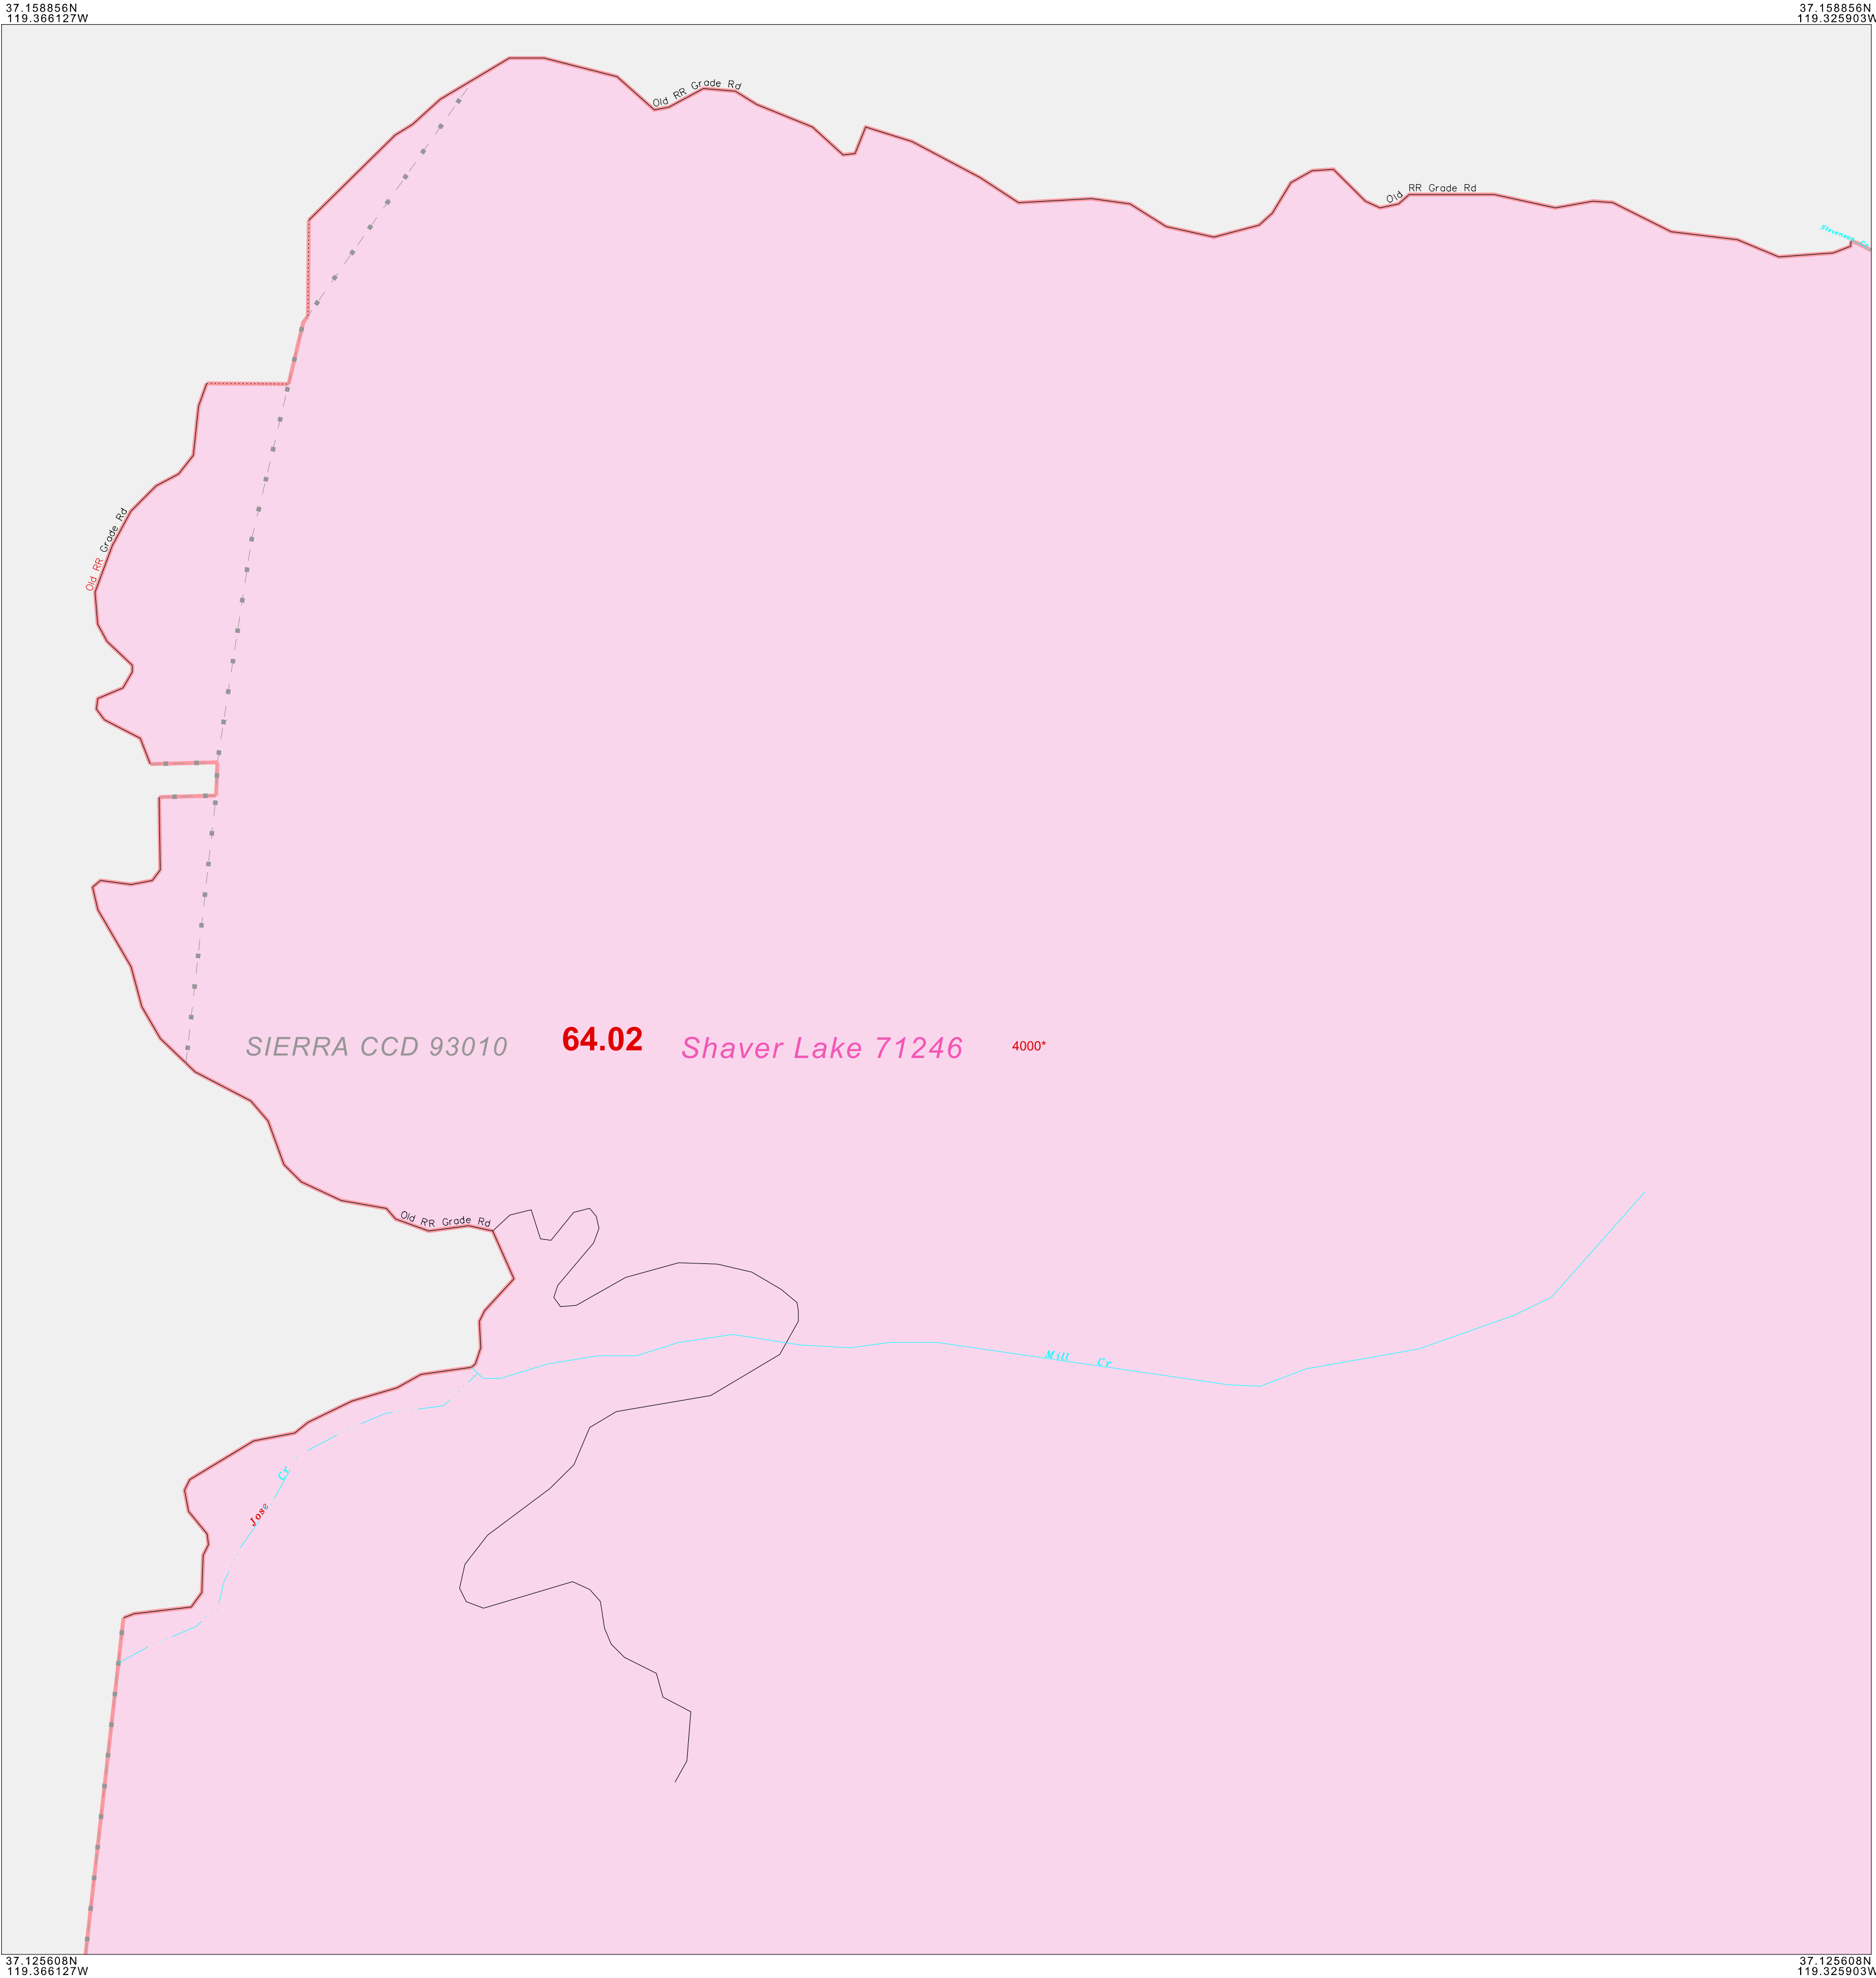 37.158856N
119.366127W
37.158856N
119.325903W
Old RR Grade Rd
Old RR Grade Rd
Stevenson Cr
Old RR Grade Rd
SIERRA CCD 93010
64.02
Shaver Lake 71246
4000*
Old RR Grade Rd
Mill Cr
Jose Cr
37.125608N
119.366127W
37.125608N
119.325903W